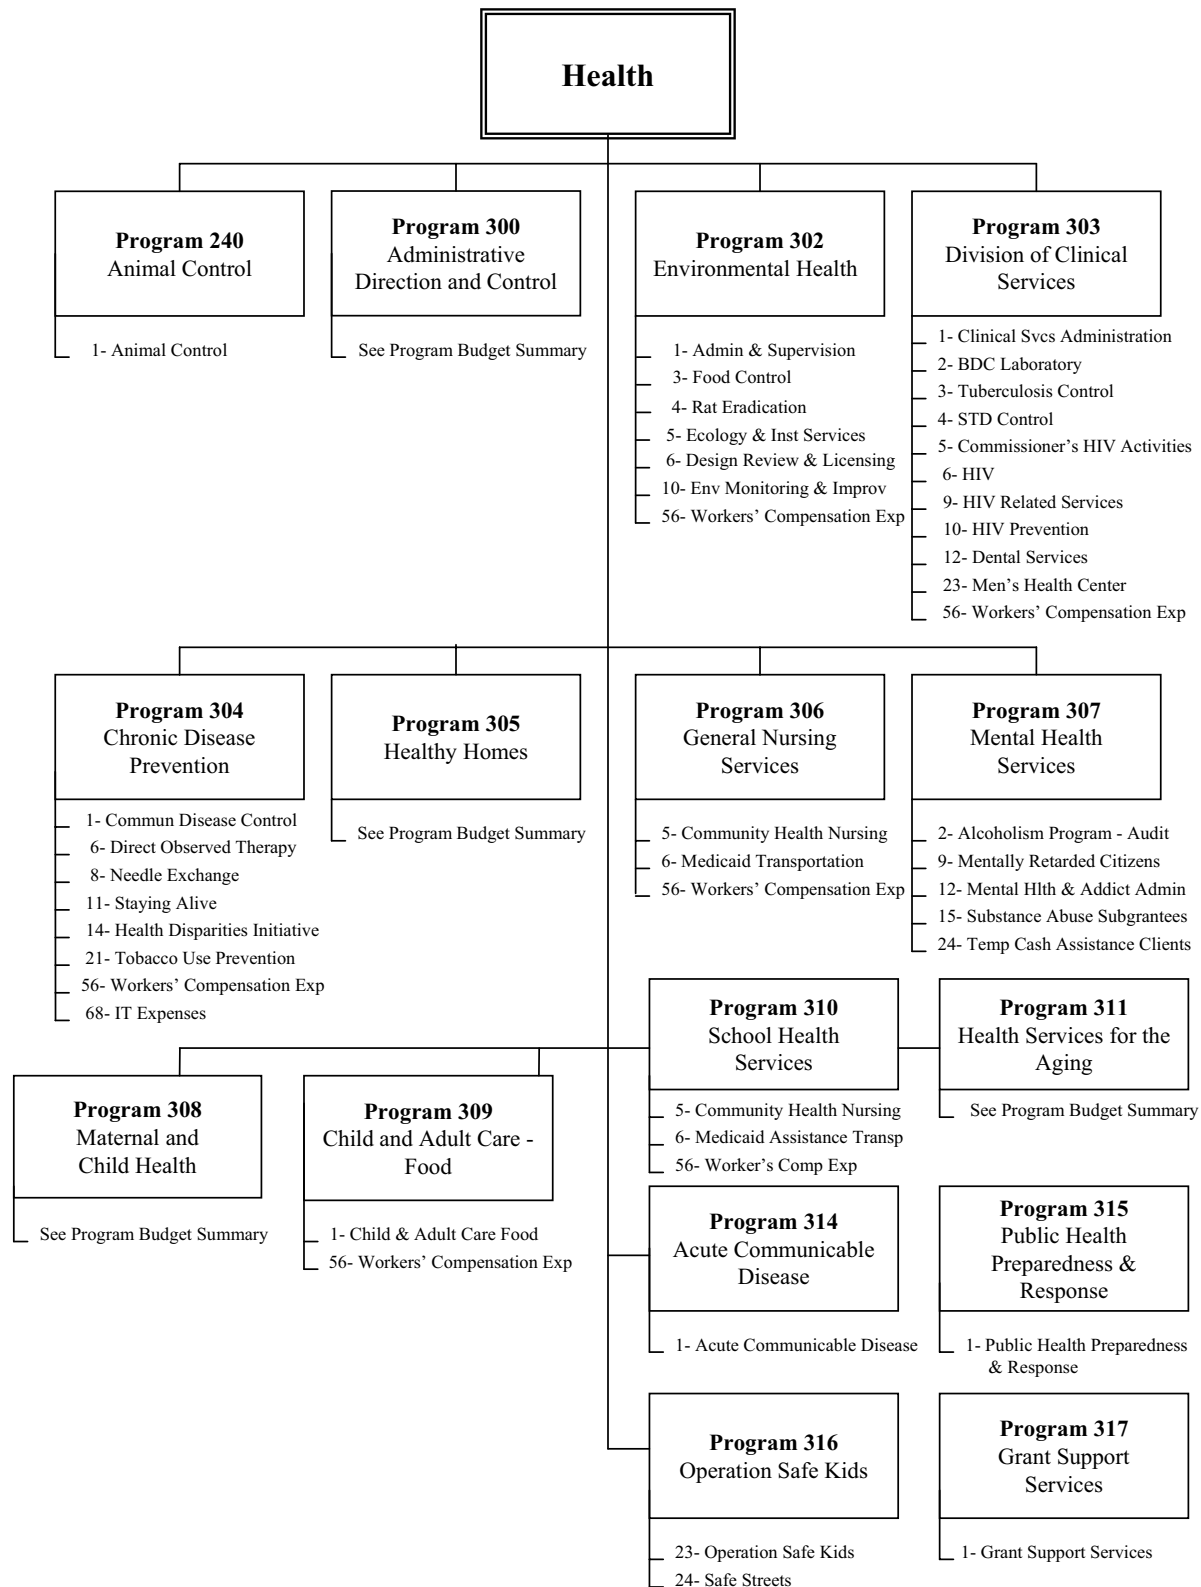 Health
Program 240
Animal Control
1- Animal Control
Program 300
Administrative
Direction and Control
See Program Budget Summary
Program 302
Environmental Health
1- Admin & Supervision
3- Food Control
4- Rat Eradication
5- Ecology & Inst Services
6- Design Review & Licensing
10- Env Monitoring & Improv
56- Workers’ Compensation Exp
Program 303
Division of Clinical
Services
1- Clinical Svcs Administration
2- BDC Laboratory
3- Tuberculosis Control
4- STD Control
5- Commissioner’s HIV Activities
6- HIV
9- HIV Related Services
10- HIV Prevention
12- Dental Services
23- Men’s Health Center
56- Workers’ Compensation Exp
Program 304
Chronic Disease
Prevention
1- Commun Disease Control
6- Direct Observed Therapy
8- Needle Exchange
11- Staying Alive
14- Health Disparities Initiative
21- Tobacco Use Prevention
56- Workers’ Compensation Exp
68- IT Expenses
Program 305
Healthy Homes
See Program Budget Summary
Program 306
General Nursing
Services
5- Community Health Nursing
6- Medicaid Transportation
56- Workers’ Compensation Exp
Program 307
Mental Health
Services
2- Alcoholism Program - Audit
9- Mentally Retarded Citizens
12- Mental Hlth & Addict Admin
15- Substance Abuse Subgrantees
24- Temp Cash Assistance Clients
Program 308
Maternal and
Child Health
See Program Budget Summary
Program 309
Child and Adult Care -
Food
1- Child & Adult Care Food
56- Workers’ Compensation Exp
Program 310
School Health
Services
5- Community Health Nursing
6- Medicaid Assistance Transp
56- Worker’s Comp Exp
Program 311
Health Services for the
Aging
See Program Budget Summary
Program 314
Acute Communicable
Disease
1- Acute Communicable Disease
Program 315
Public Health
Preparedness &
Response
1- Public Health Preparedness
& Response
Program 316
Operation Safe Kids
23- Operation Safe Kids
24- Safe Streets
Program 317
Grant Support
Services
1- Grant Support Services